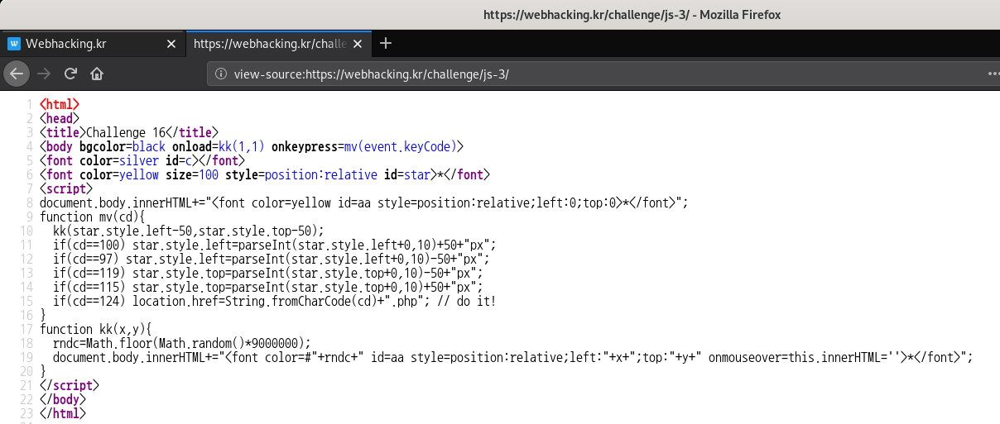 https://webhacking.kr/challenge/js-3/ - Mozilla Firefox
w Webhacking.kr × https://webhacking.kr/challe × +
view-source:https://webhacking.kr/challenge/js-3/ •••
1 <html>
2 <head>
3 <title>Challenge 16</title>
4 <body bgcolor=black onload=kk(1,1) onkeypress=mv(event.keyCode)>
5 <font color=silver id=c></font>
6 <font color=yellow size=100 style=position:relative id=star>*</font>
7 <script>
8 document.body.innerHTML+="<font color=yellow id=aa style=position:relative;left:0;top:0>*</font>";
9 function mv(cd){
10   kk(star.style.left-50,star.style.top-50);
11   if(cd==100) star.style.left=parseInt(star.style.left+0,10)+50+"px";
12   if(cd==97) star.style.left=parseInt(star.style.left+0,10)-50+"px";
13   if(cd==119) star.style.top=parseInt(star.style.top+0,10)-50+"px";
14   if(cd==115) star.style.top=parseInt(star.style.top+0,10)+50+"px";
15   if(cd==124) location.href=String.fromCharCode(cd)+".php"; // do it!
16 }
17 function kk(x,y){
18   rndc=Math.floor(Math.random()*9000000);
19   document.body.innerHTML+="<font color=#"+rndc+" id=aa style=position:relative;left:"+x+";top:"+y+" onmouseover=this.innerHTML=''>*</font>";
20 }
21 </script>
22 </body>
23 </html>